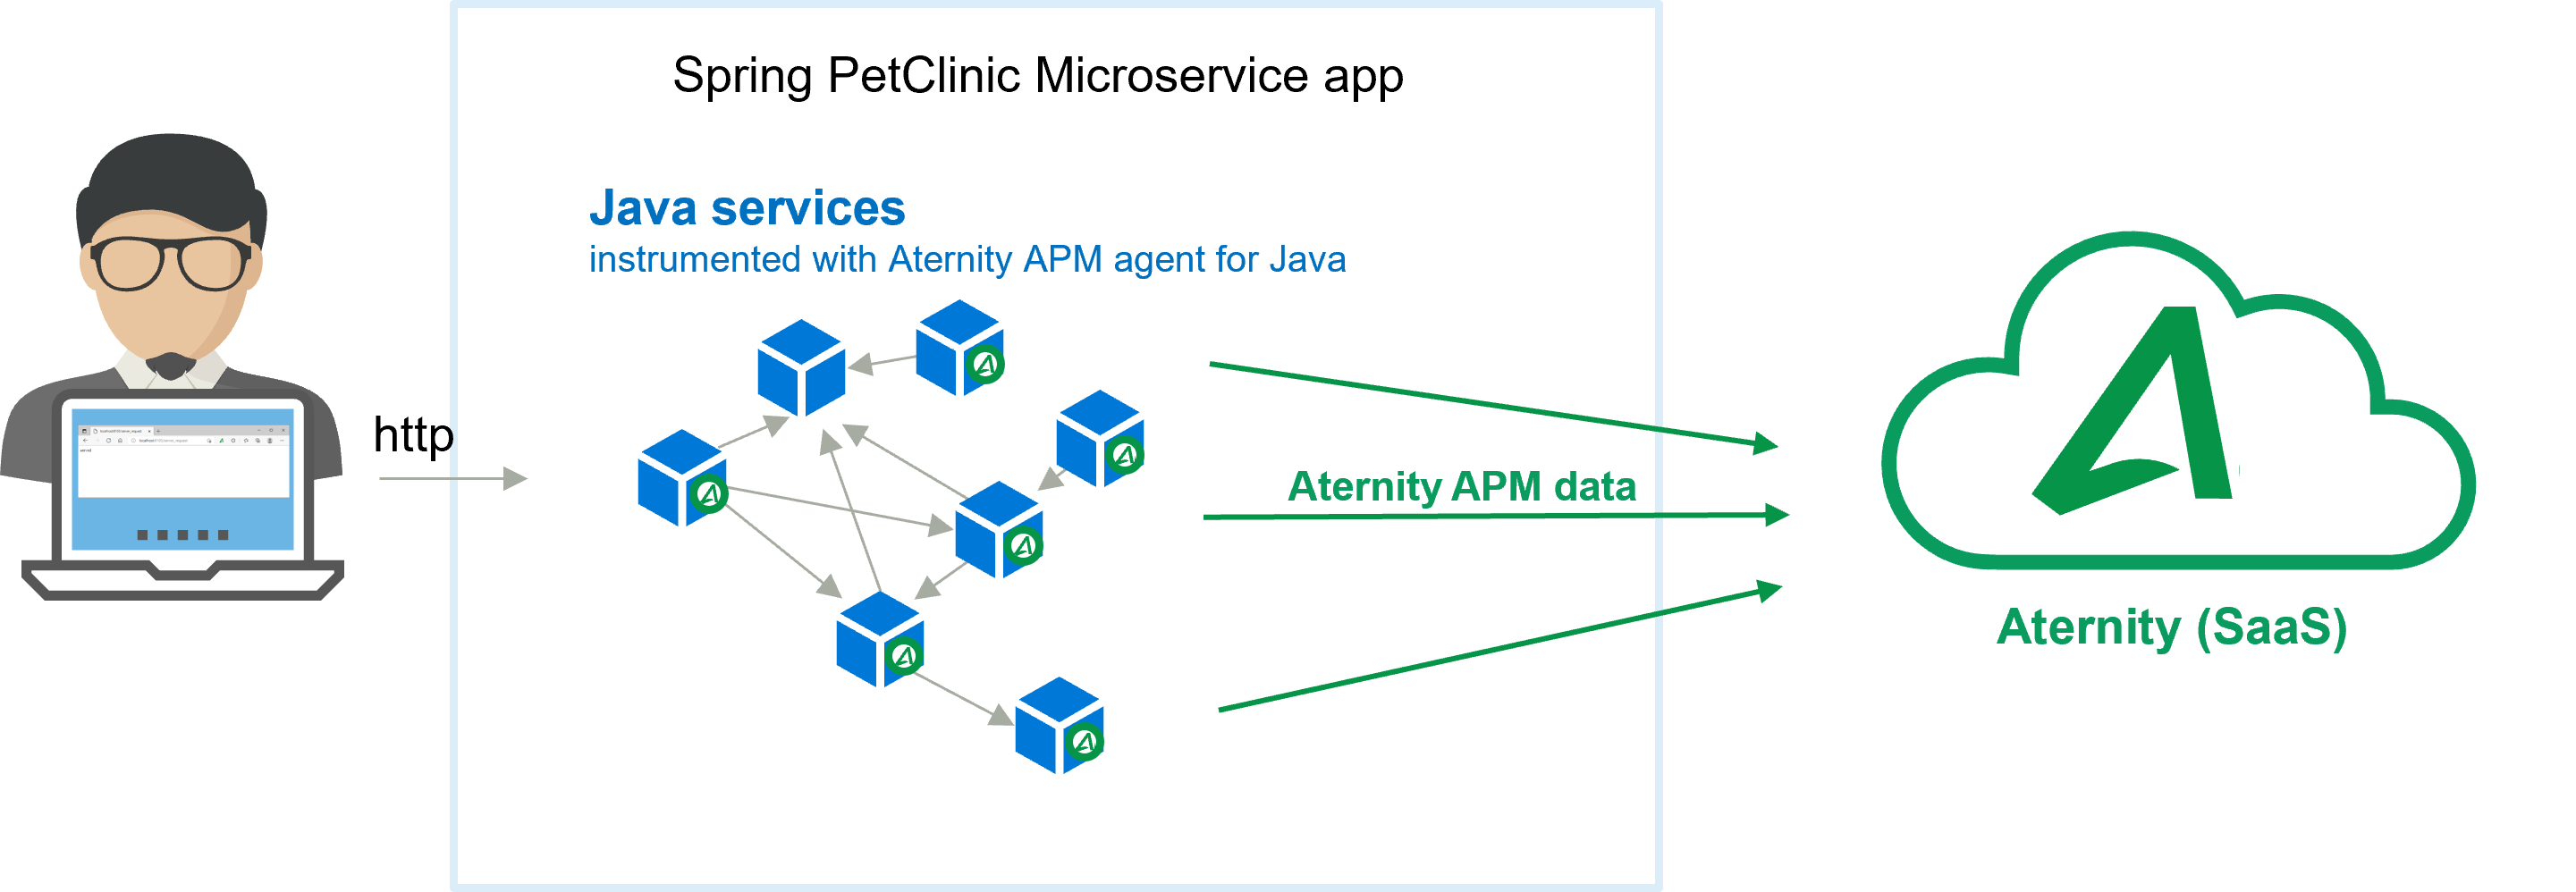 Spring PetClinic Microservice app
Java services
instrumented with Aternity APM agent for Java
http
Aternity APM data
Aternity (SaaS)